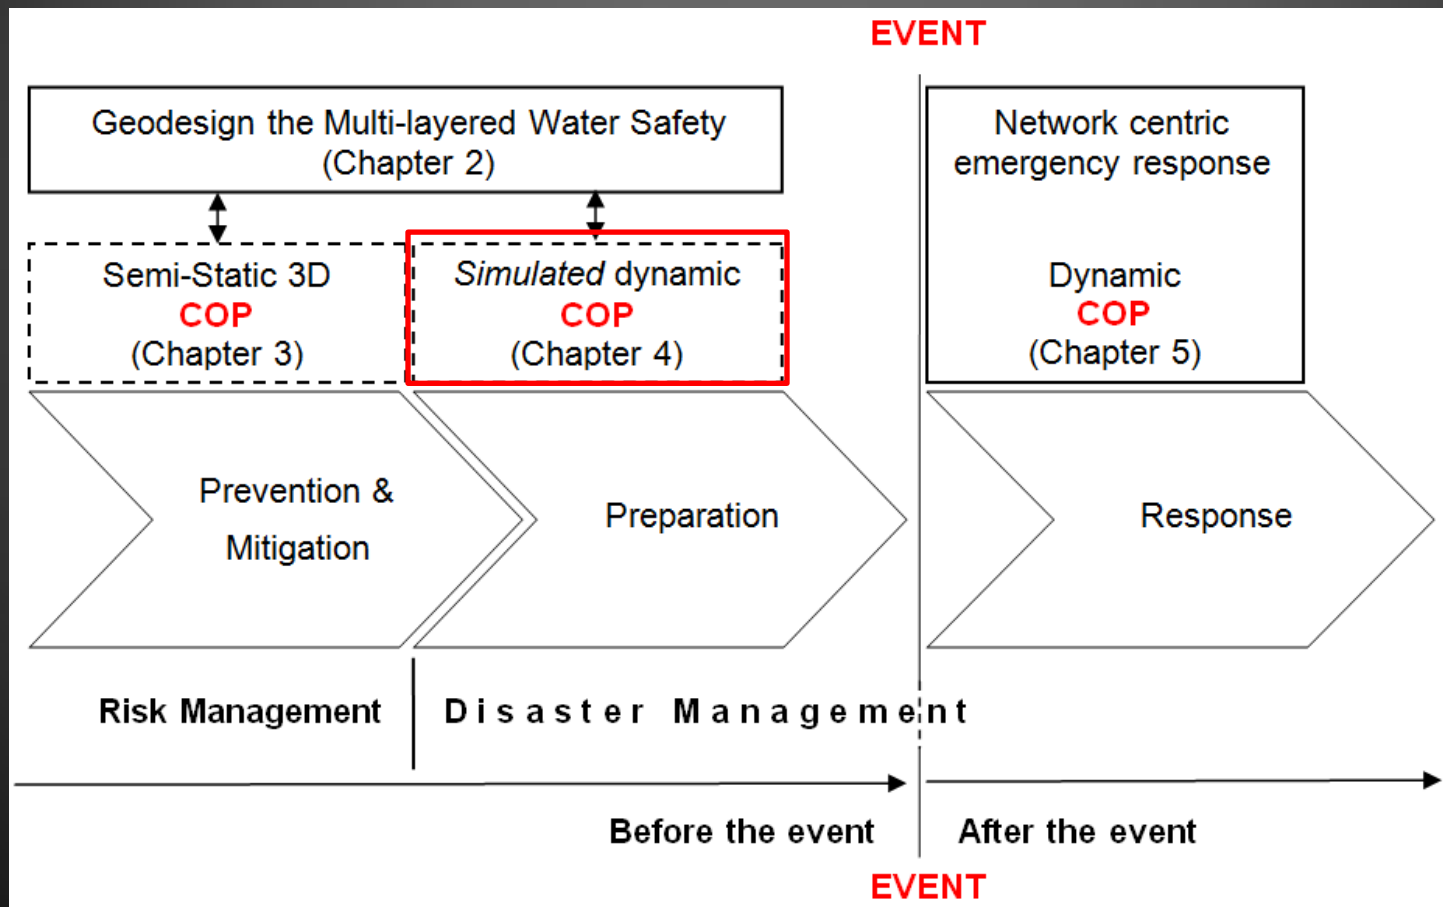 EVENT
Geodesign the Multi-layered Water Safety
(Chapter 2)
Network centric
emergency response
Semi-Static 3D
COP
(Chapter 3)
Simulated dynamic
COP
(Chapter 4)
Dynamic
COP
(Chapter 5)
Prevention &
Mitigation
Preparation
Response
Risk Management
Disaster Management
Before the event
After the event
EVENT